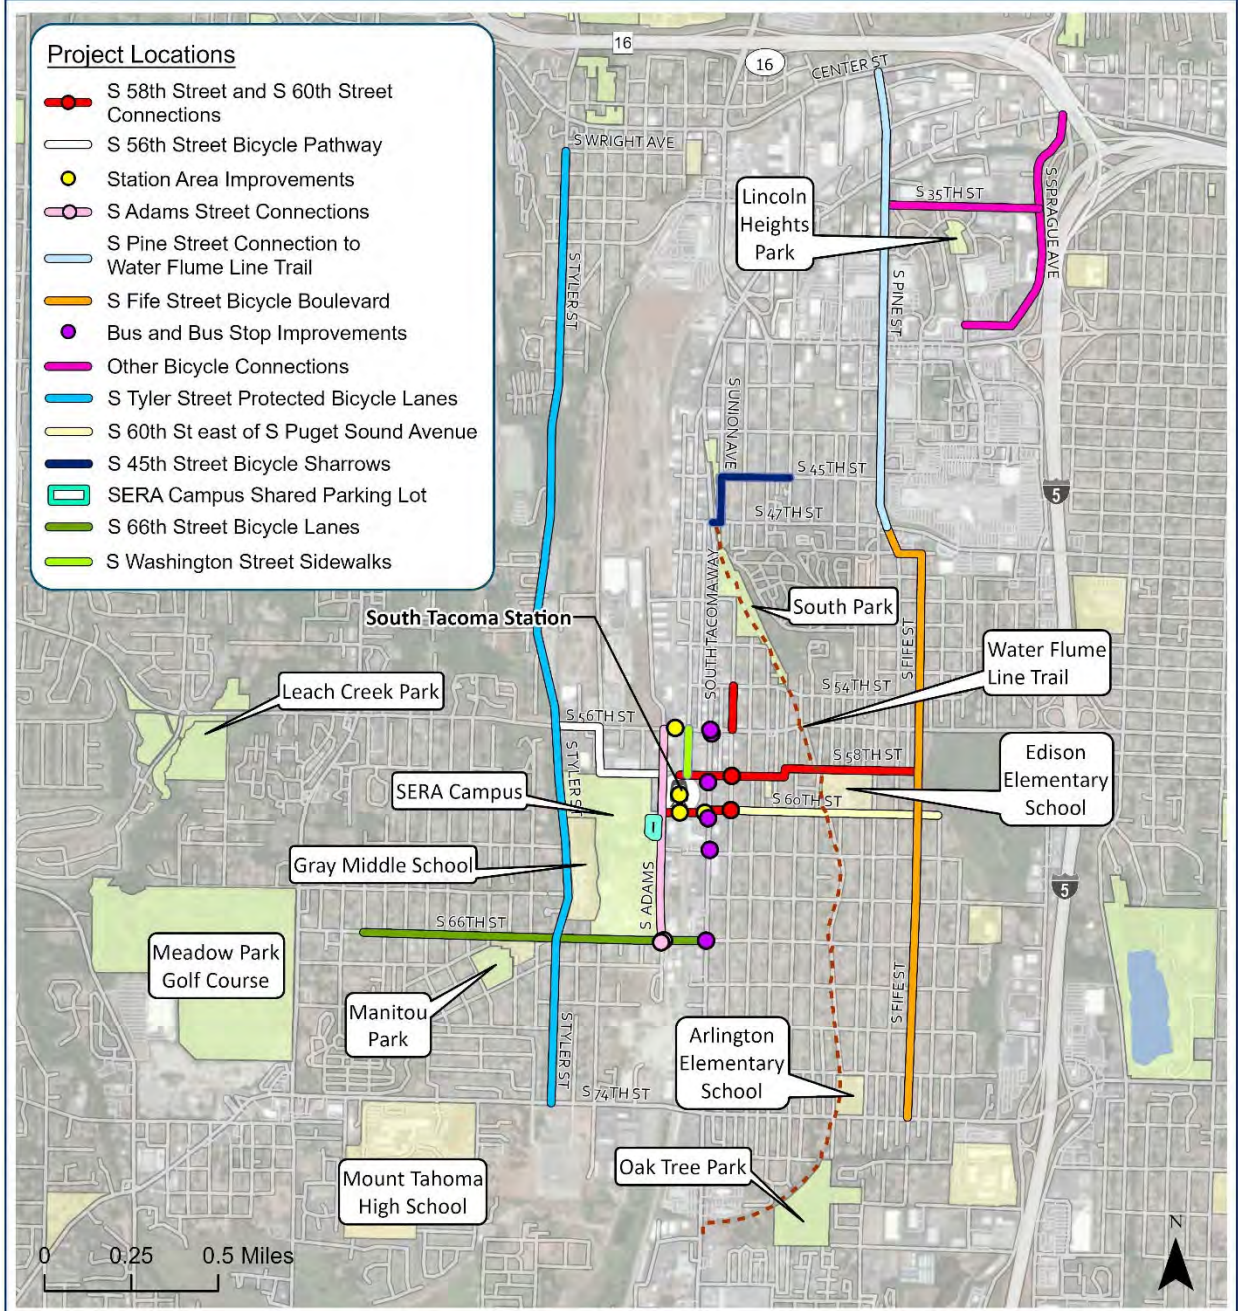 Project Locations
S 58th Street and S 60th Street
Connections
S 56th Street Bicycle Pathway
Station Area Improvements
S Adams Street Connections
S Pine Street Connection to
Water Flume Line Trail
S Fife Street Bicycle Boulevard
Bus and Bus Stop Improvements
Other Bicycle Connections
S Tyler Street Protected Bicycle Lanes
S 60th St east of S Puget Sound Avenue
S 45th Street Bicycle Sharrows
SERA Campus Shared Parking Lot
S 66th Street Bicycle Lanes
S Washington Street Sidewalks
16
16
CENTER ST
S WRIGHT AVE
S 35TH ST
S SPRAGUE AVE
Lincoln
Heights
Park
S TYLER ST
S PINE ST
S UNION AVE
S 45TH ST
5
S 47TH ST
SOUTH TACOMA WAY
South Park
South Tacoma Station
S FIFE ST
Water Flume
Line Trail
Leach Creek Park
S 54TH ST
S 56TH ST
S 58TH ST
Edison
Elementary
School
S TYLER ST
SERA Campus
S 60TH ST
Gray Middle School
S ADAMS
5
S 66TH ST
Meadow Park
Golf Course
Manitou
Park
S FIFE ST
S TYLER ST
Arlington
Elementary
School
S 74TH ST
Oak Tree Park
Mount Tahoma
High School
N
0 0.25 0.5 Miles